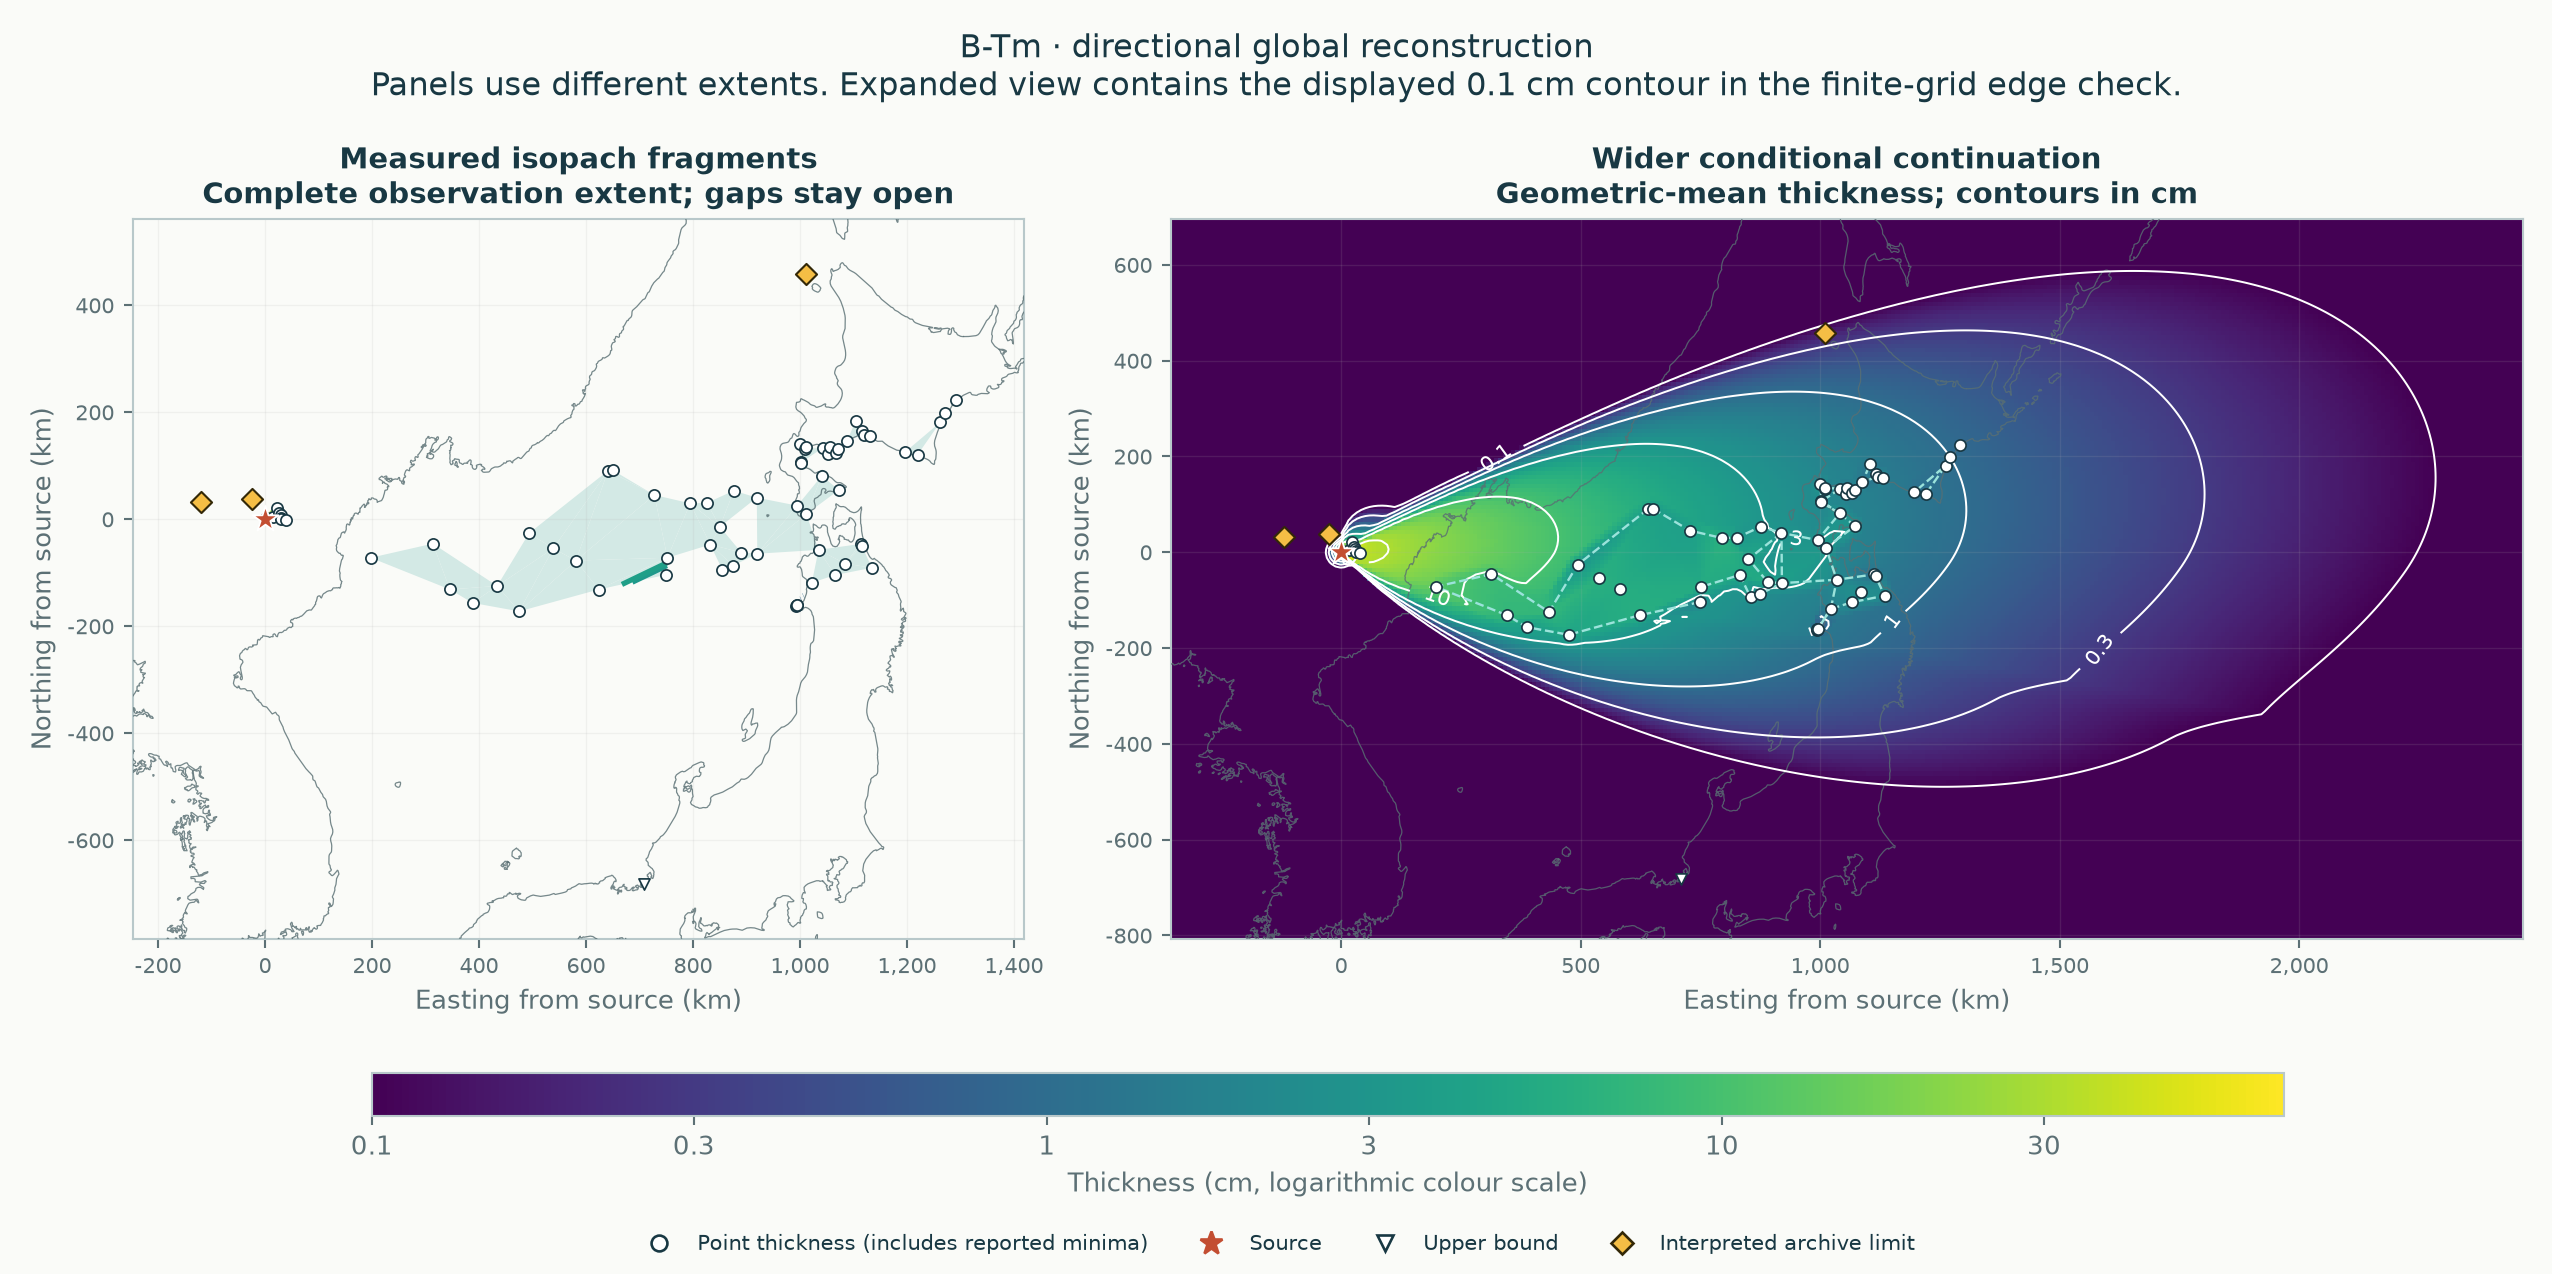 B-Tm · directional global reconstruction
Panels use different extents. Expanded view contains the displayed 0.1 cm contour in the finite-grid edge check.
Measured isopach fragments
Complete observation extent; gaps stay open
Wider conditional continuation
Geometric-mean thickness; contours in cm
Northing from source (km)
400
200
0
-200
-400
-600
-200
0
200
400
600
800
1,000
1,200
1,400
Easting from source (km)
Northing from source (km)
600
400
200
0
-200
-400
-600
-800
0.1
3
10
1
0.3
0
500
1,000
1,500
2,000
Easting from source (km)
0.1
0.3
1
3
10
30
Thickness (cm, logarithmic colour scale)
Point thickness (includes reported minima)
Source
Upper bound
Interpreted archive limit